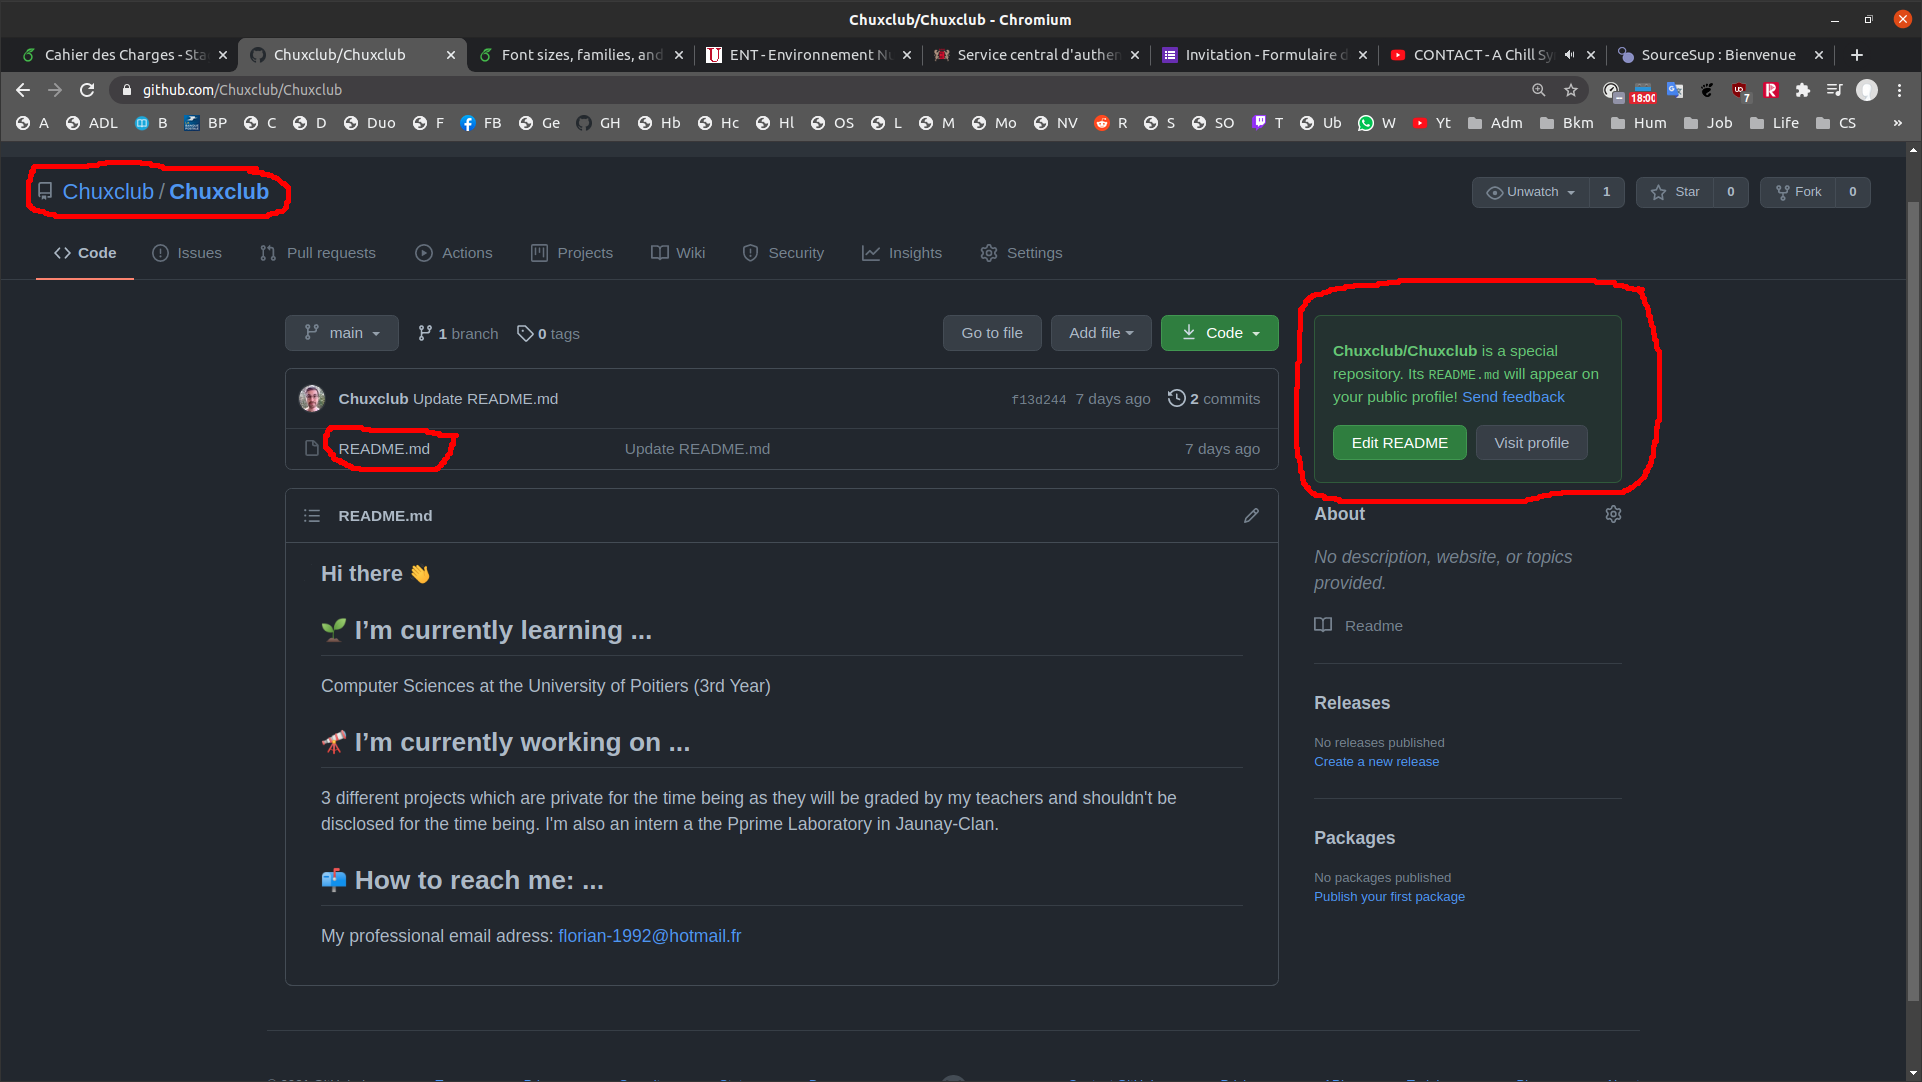 Chuxclub/Chuxclub - Chromium
Cahier des Charges - Sta
Chuxclub/Chuxclub
Font sizes, families, and
ENT - Environnement Nu
Service central d'authen
Invitation - Formulaire d
CONTACT - A Chill Sy
SourceSup : Bienvenue
github.com/Chuxclub/Chuxclub
18:00
7
A ADL B BP C D Duo F FB Ge GH Hb Hc Hl OS L M Mo NV R S SO T Ub W Yt Adm Bkm Hum Job Life CS »
Chuxclub / Chuxclub
Unwatch 1
Star 0
Fork 0
Code Issues Pull requests Actions Projects Wiki Security Insights Settings
main
1 branch
0 tags
Go to file
Add file
Code
Chuxclub Update README.md
f13d244 7 days ago
2 commits
README.md
Update README.md
7 days ago
README.md
Hi there 👋
🌱 I’m currently learning ...
Computer Sciences at the University of Poitiers (3rd Year)
🔭 I’m currently working on ...
3 different projects which are private for the time being as they will be graded by my teachers and shouldn't be
disclosed for the time being. I'm also an intern a the Pprime Laboratory in Jaunay-Clan.
📫 How to reach me: ...
My professional email adress: florian-1992@hotmail.fr
Chuxclub/Chuxclub is a special
repository. Its README.md will appear on
your public profile! Send feedback
Edit README
Visit profile
About
No description, website, or topics
provided.
Readme
Releases
No releases published
Create a new release
Packages
No packages published
Publish your first package